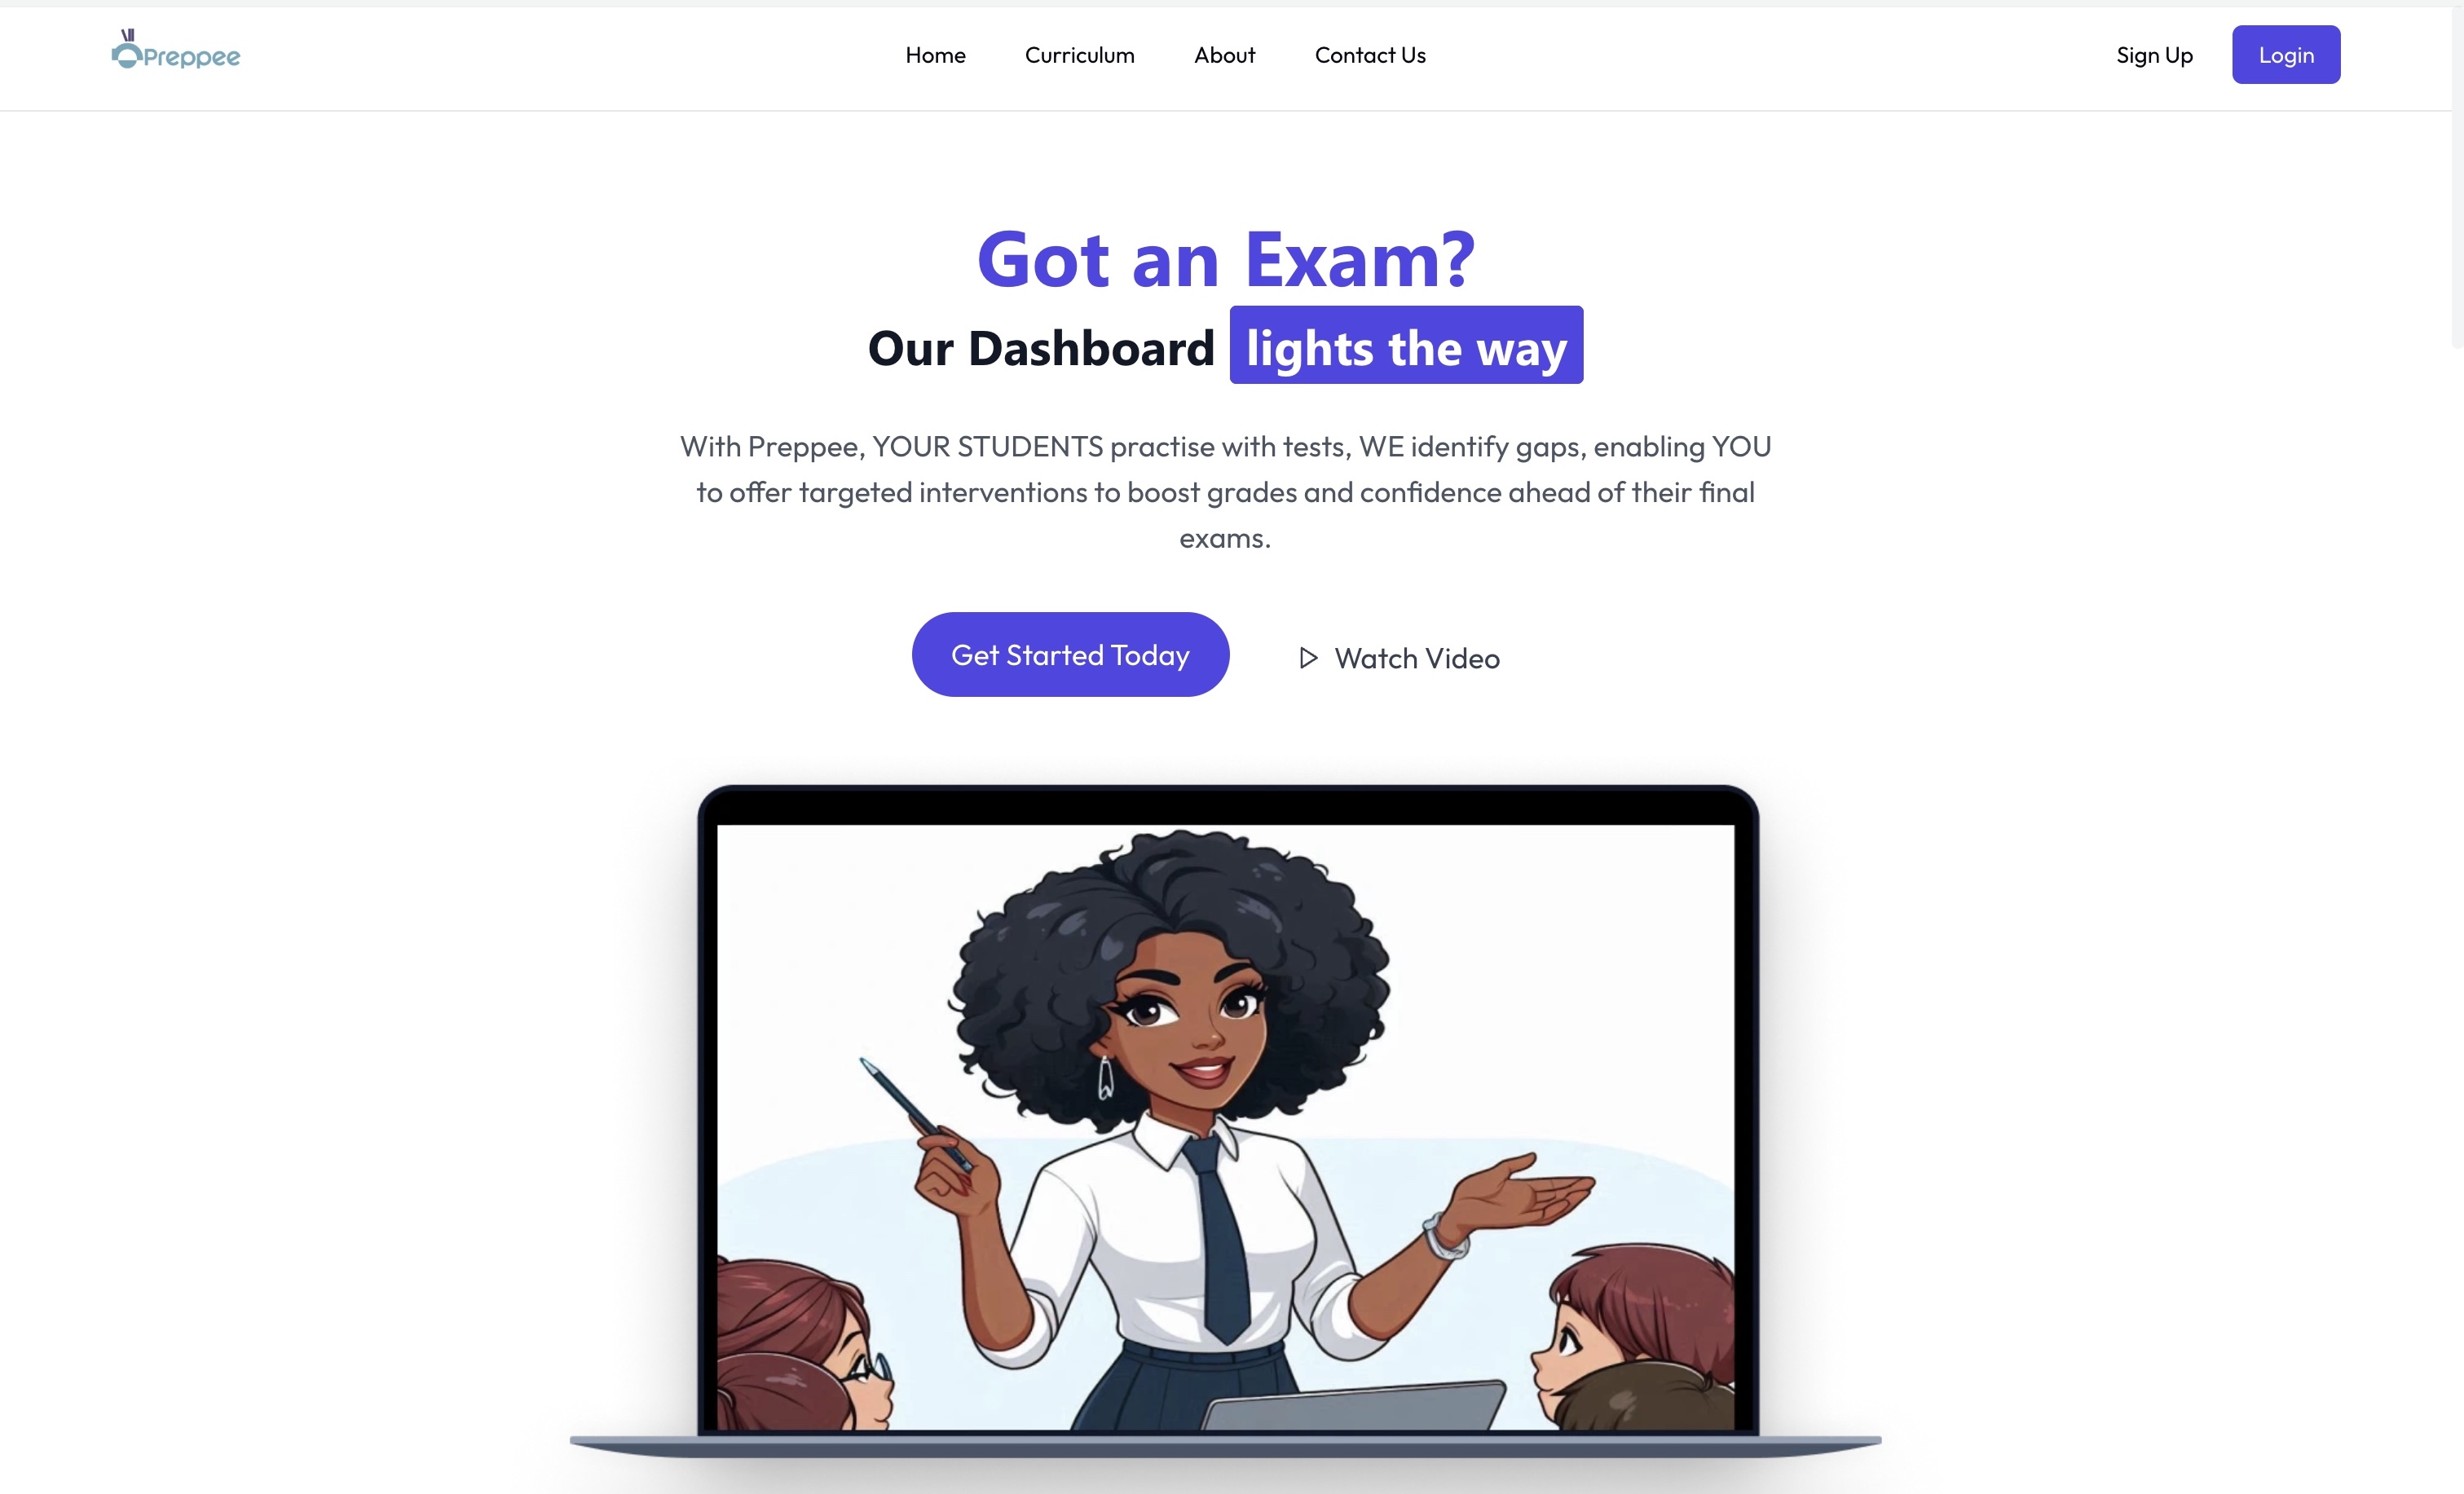 Preppee
Home
Curriculum
About
Contact Us
Sign Up
Login
Got an Exam?
Our Dashboard lights the way
With Preppee, YOUR STUDENTS practise with tests, WE identify gaps, enabling YOU
to offer targeted interventions to boost grades and confidence ahead of their final
exams.
Get Started Today
Watch Video